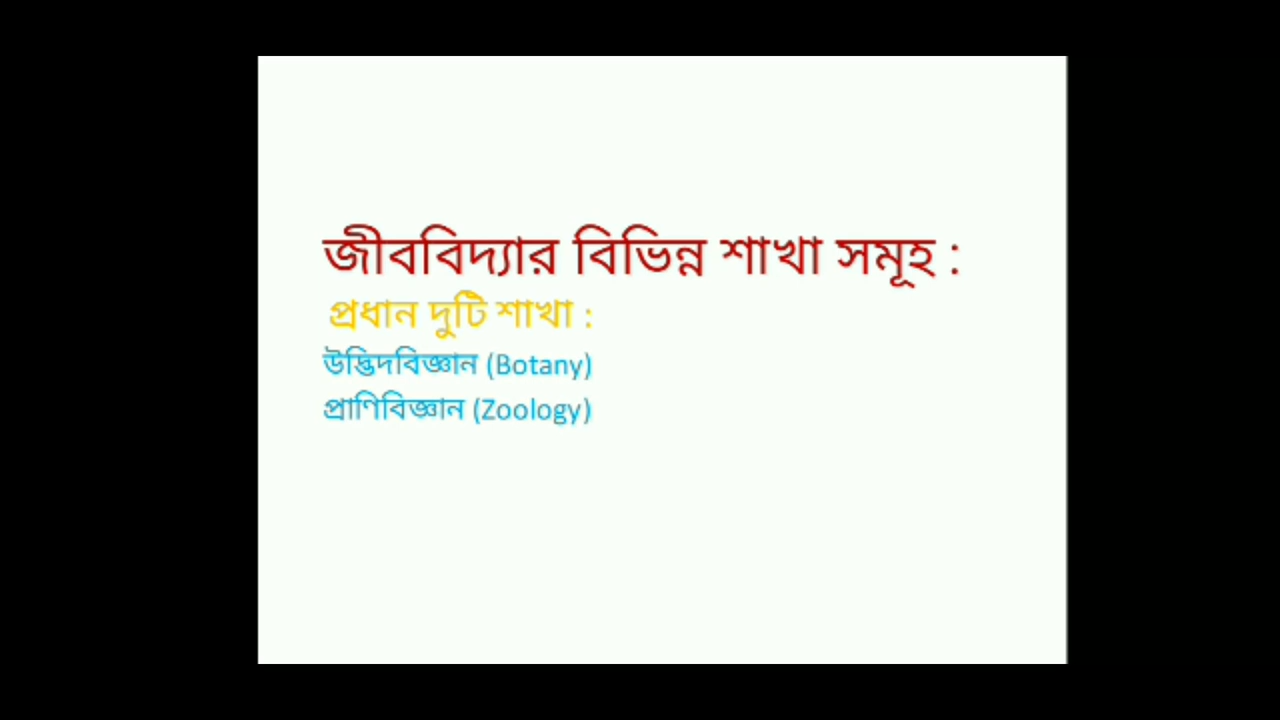 জীববিদ্যার বিভিন্ন শাখা সমূহ :
প্রধান দুটি শাখা :
উদ্ভিদবিজ্ঞান (Botany)
প্রাণিবিজ্ঞান (Zoology)